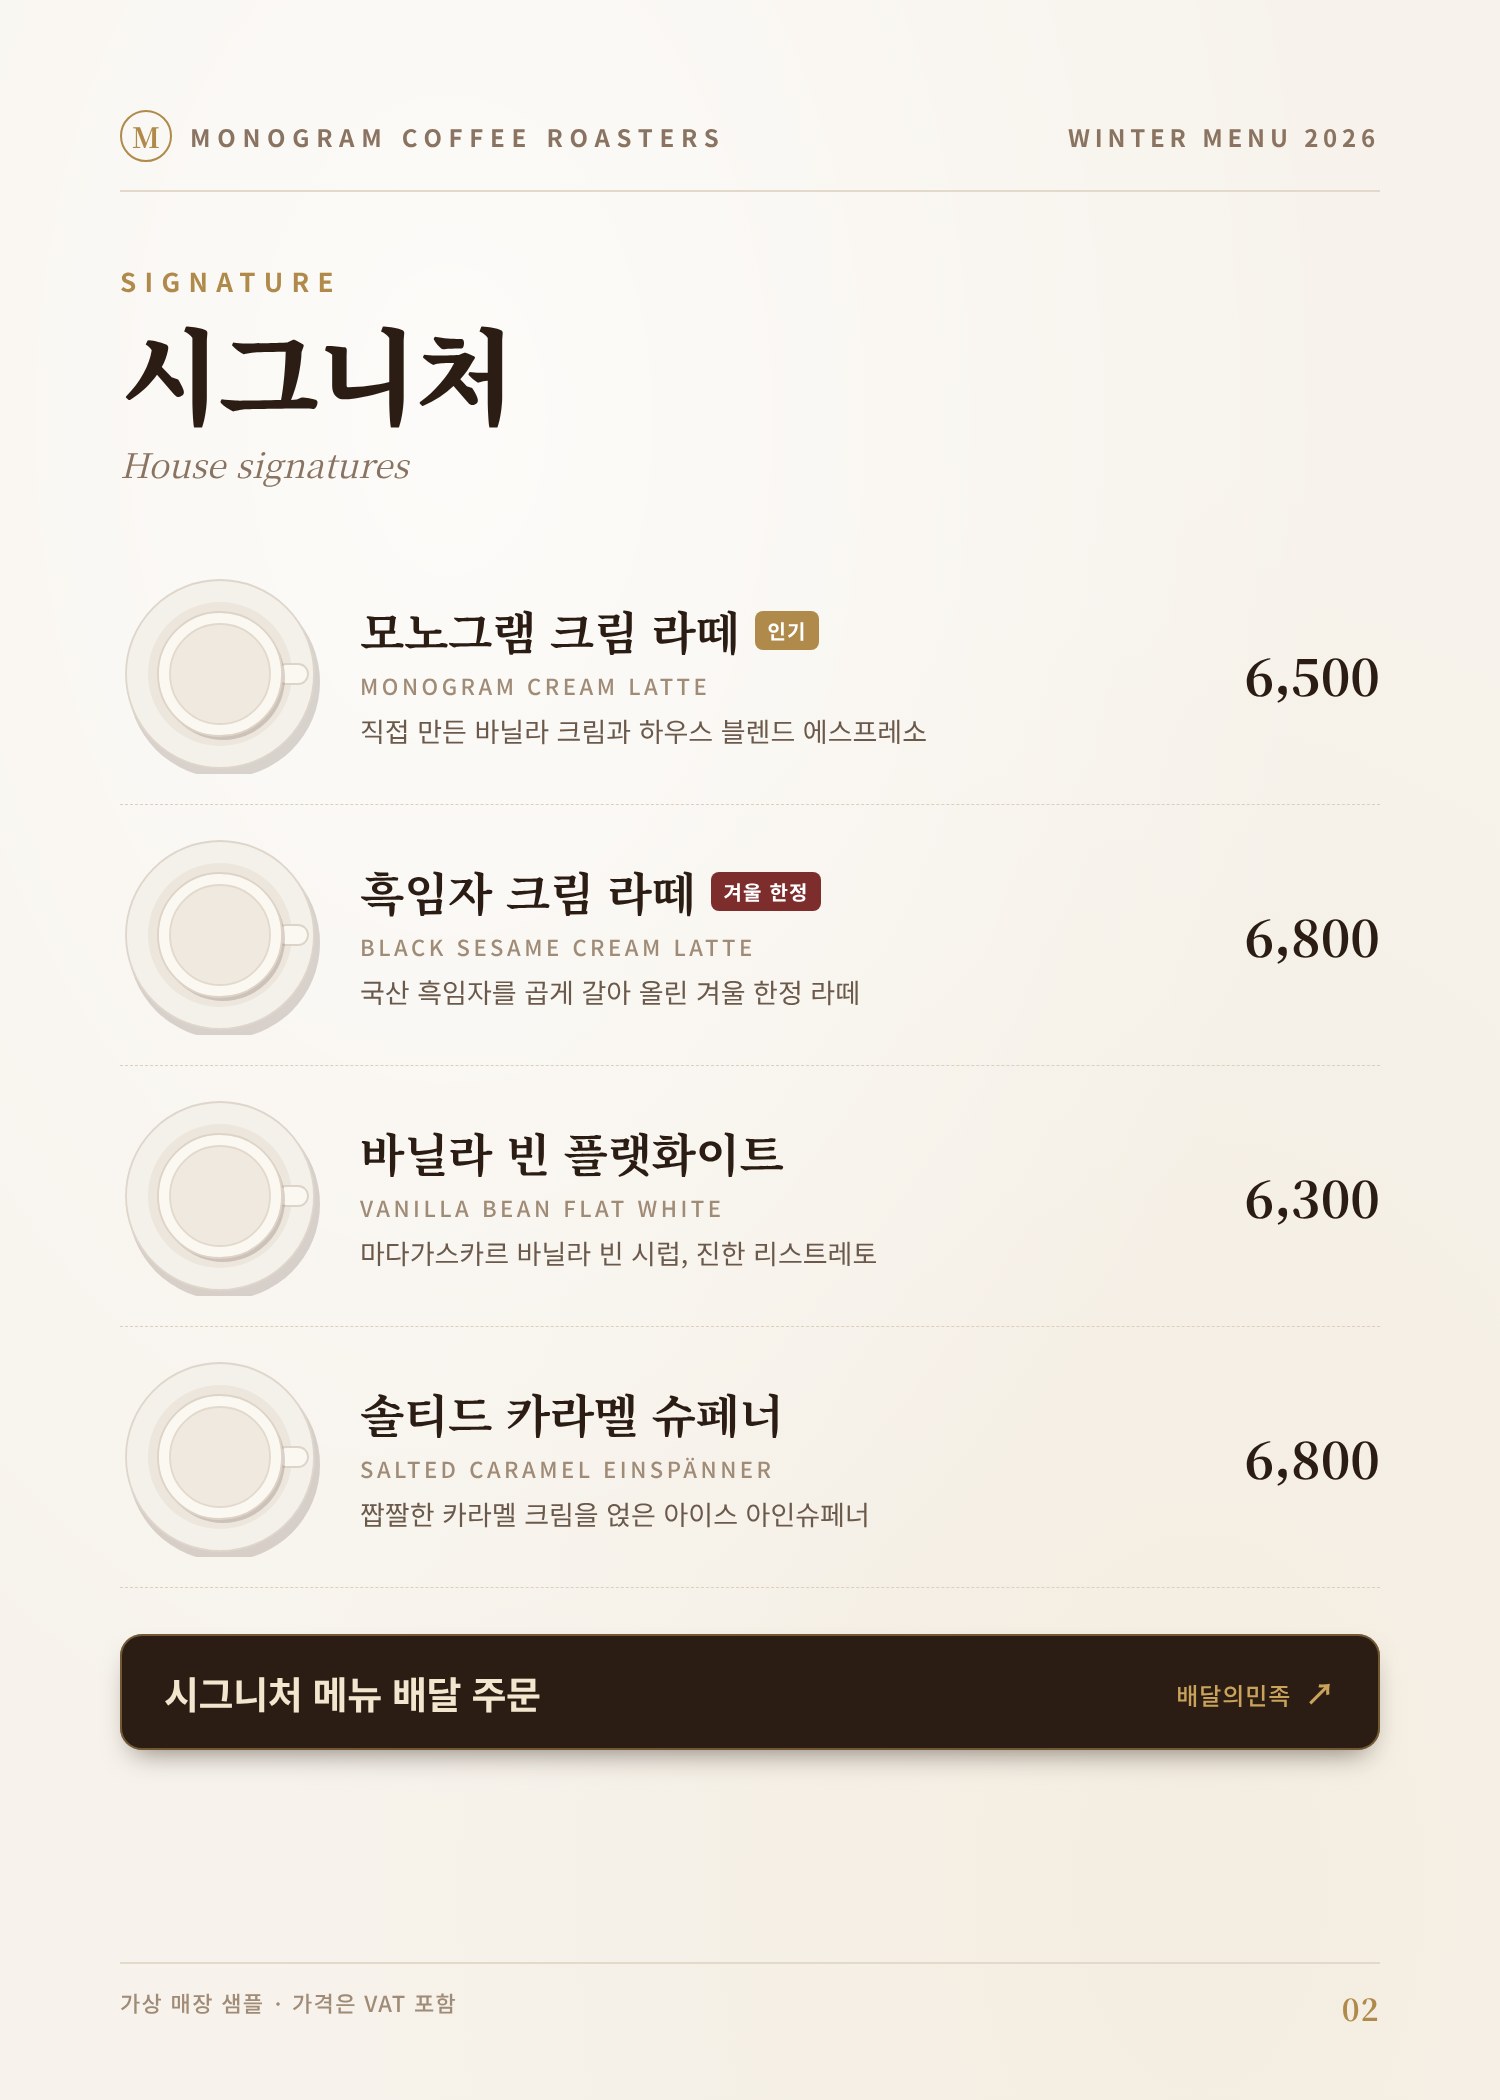 M MONOGRAM COFFEE ROASTERS
WINTER MENU 2026
SIGNATURE
시그니처
House signatures
모노그램 크림 라떼 인기
MONOGRAM CREAM LATTE
직접 만든 바닐라 크림과 하우스 블렌드 에스프레소
6,500
흑임자 크림 라떼 겨울 한정
BLACK SESAME CREAM LATTE
국산 흑임자를 곱게 갈아 올린 겨울 한정 라떼
6,800
바닐라 빈 플랫화이트
VANILLA BEAN FLAT WHITE
마다가스카르 바닐라 빈 시럽, 진한 리스트레토
6,300
솔티드 카라멜 슈페너
SALTED CARAMEL EINSPÄNNER
짭짤한 카라멜 크림을 얹은 아이스 아인슈페너
6,800
시그니처 메뉴 배달 주문
배달의민족 ↗
가상 매장 샘플 · 가격은 VAT 포함
02